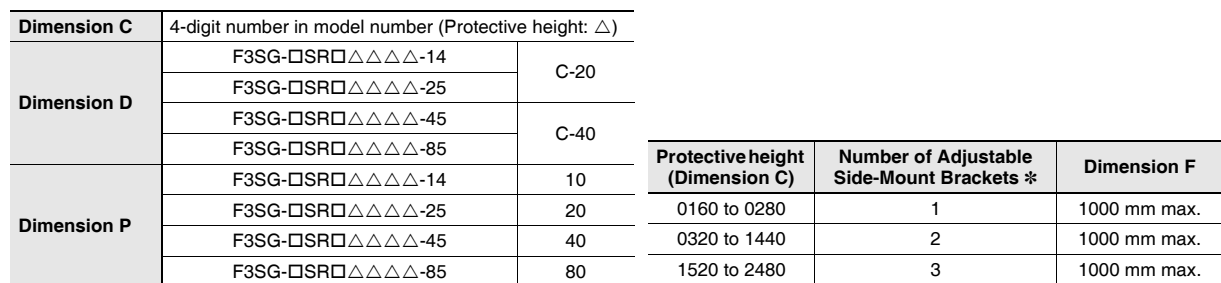 Dimension C 4-digit number in model number (Protective height: △)
Dimension D
F3SG-□SR□△△△△-14
F3SG-□SR□△△△△-25
C-20
F3SG-□SR□△△△△-45
F3SG-□SR□△△△△-85
C-40
Dimension P
F3SG-□SR□△△△△-14 10
F3SG-□SR□△△△△-25 20
F3SG-□SR□△△△△-45 40
F3SG-□SR□△△△△-85 80
Protective height
(Dimension C)
Number of Adjustable
Side-Mount Brackets ✻
Dimension F
0160 to 0280 1 1000 mm max.
0320 to 1440 2 1000 mm max.
1520 to 2480 3 1000 mm max.